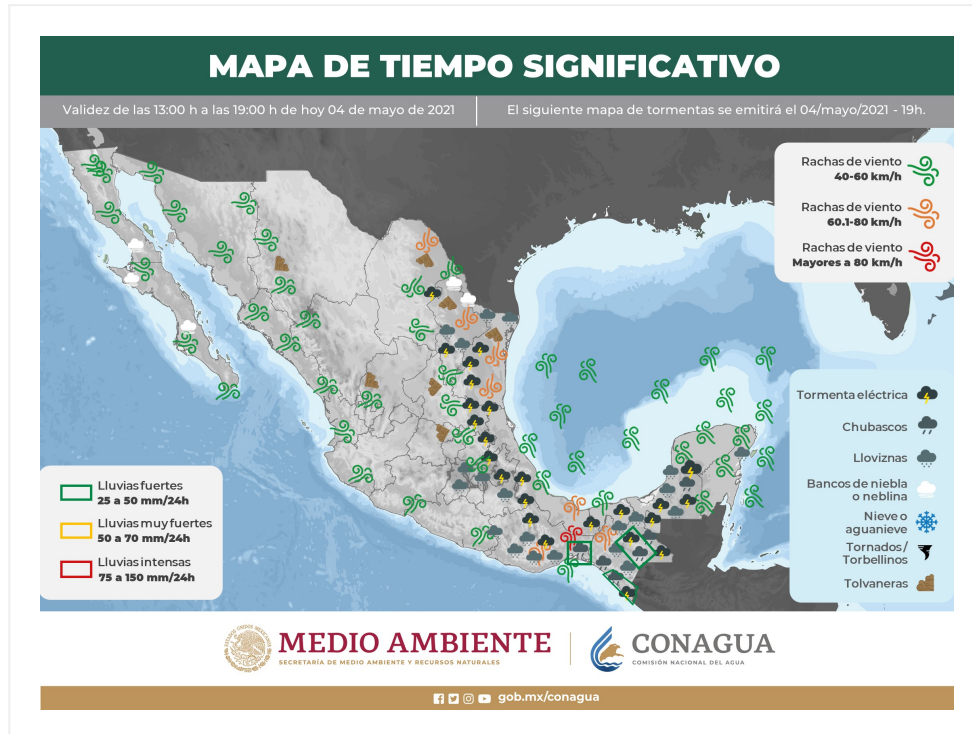 MAPA DE TIEMPO SIGNIFICATIVO
Validez de las 13:00 h a las 19:00 h de hoy 04 de mayo de 2021
El siguiente mapa de tormentas se emitirá el 04/mayo/2021 - 19h.
Rachas de viento
40-60 km/h
Rachas de viento
60.1-80 km/h
Rachas de viento
Mayores a 80 km/h
Tormenta eléctrica
Chubascos
Lloviznas
Bancos de niebla
o neblina
Nieve o
aguanieve
Tornados/
Torbellinos
Tolvaneras
Lluvias fuertes
25 a 50 mm/24h
Lluvias muy fuertes
50 a 70 mm/24h
Lluvias intensas
75 a 150 mm/24h
MEDIO AMBIENTE
SECRETARÍA DE MEDIO AMBIENTE Y RECURSOS NATURALES
CONAGUA
COMISIÓN NACIONAL DEL AGUA
gob.mx/conagua